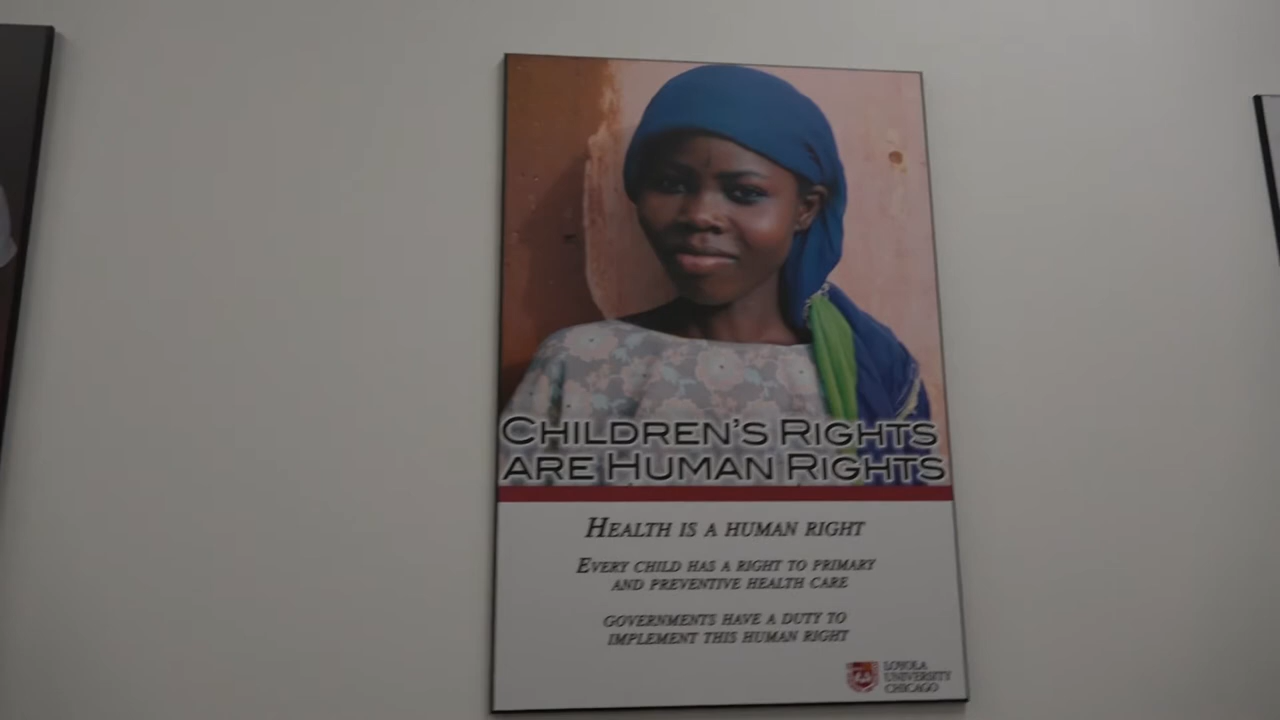 CHILDREN'S RIGHTS
ARE HUMAN RIGHTS
HEALTH IS A HUMAN RIGHT
EVERY CHILD HAS A RIGHT TO PRIMARY
AND PREVENTIVE HEALTH CARE
GOVERNMENTS HAVE A DUTY TO
IMPLEMENT THIS HUMAN RIGHT
LOYOLA
UNIVERSITY
CHICAGO